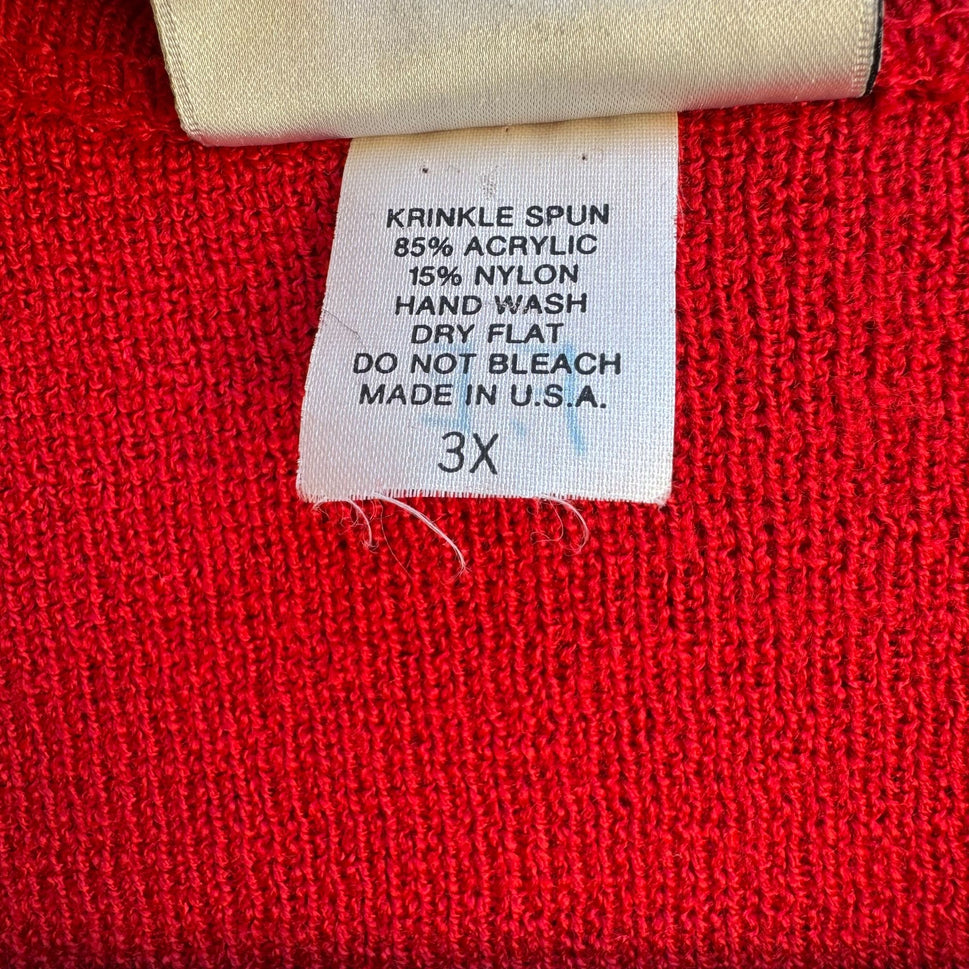 KRINKLE SPUN
85% ACRYLIC
15% NYLON
HAND WASH
DRY FLAT
DO NOT BLEACH
MADE IN U.S.A.
3X